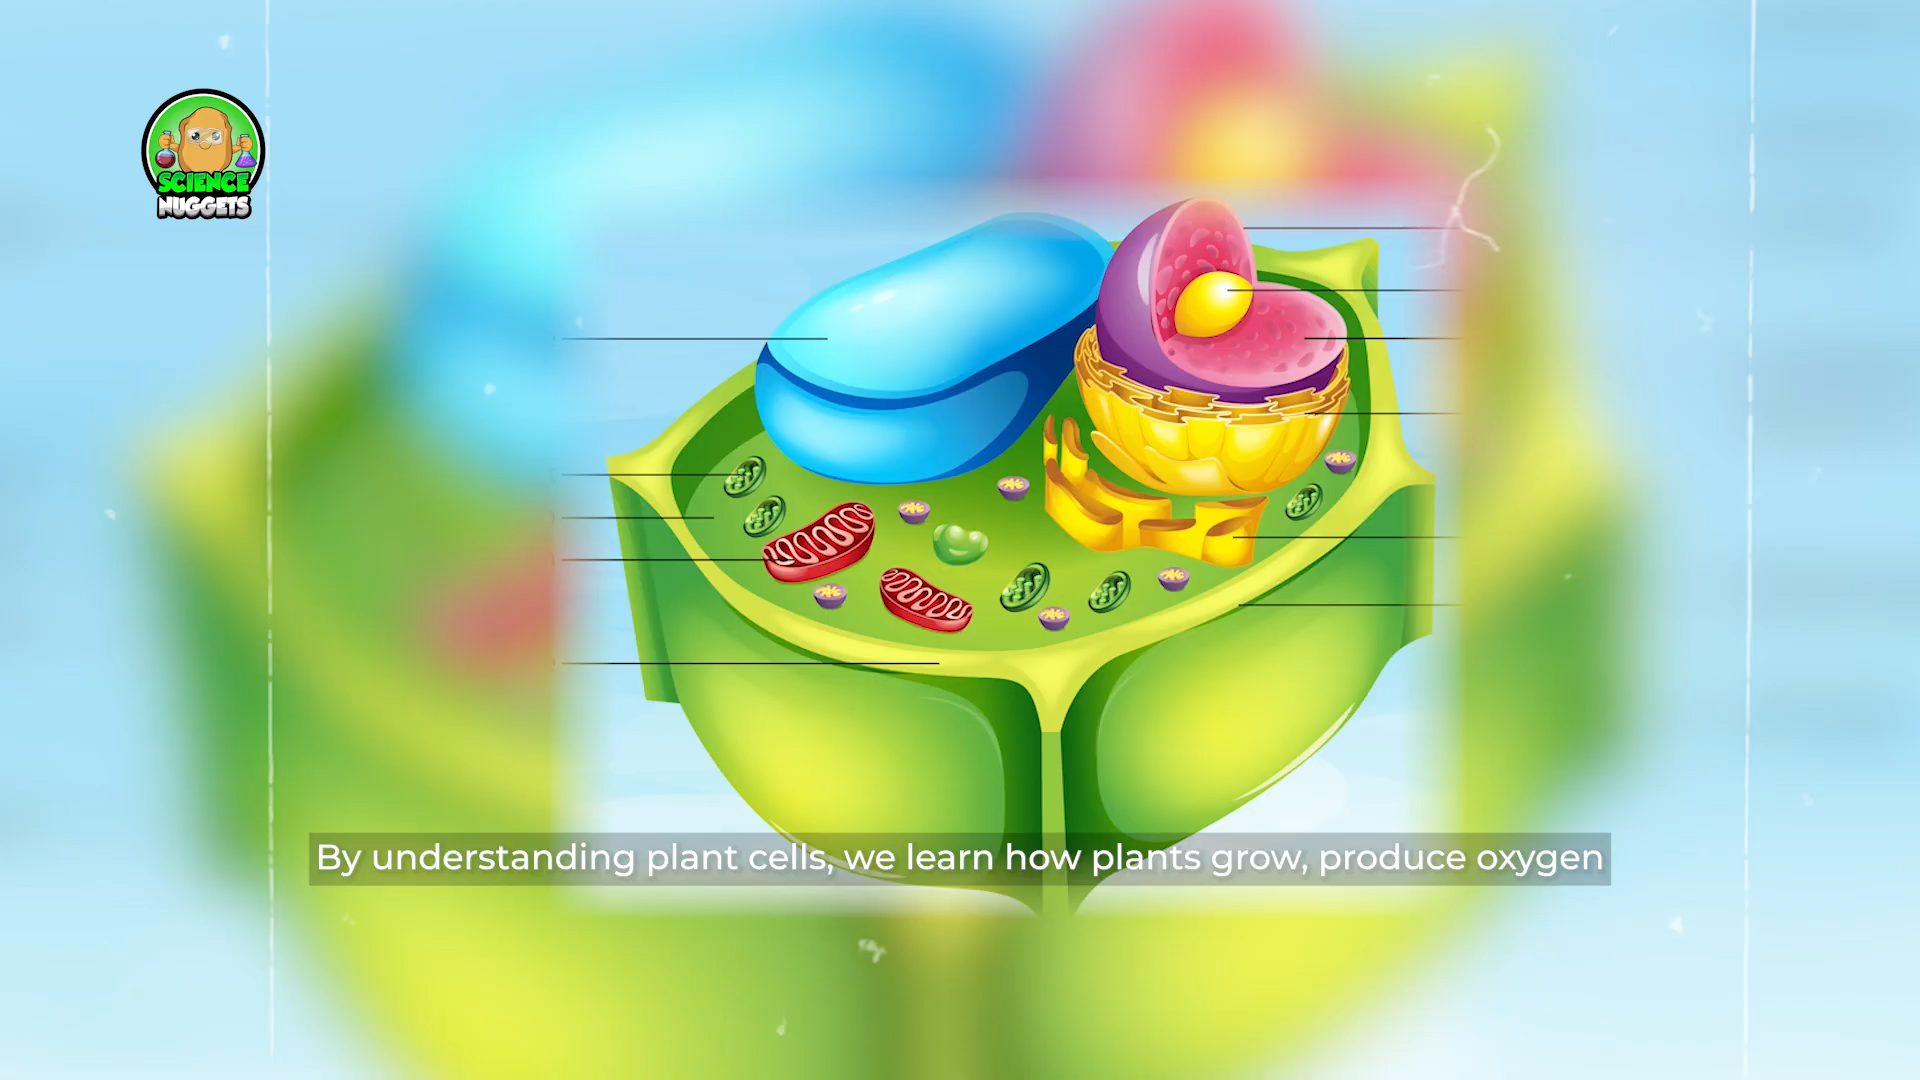 SCIENCE
NUGGETS
By understanding plant cells, we learn how plants grow, produce oxygen